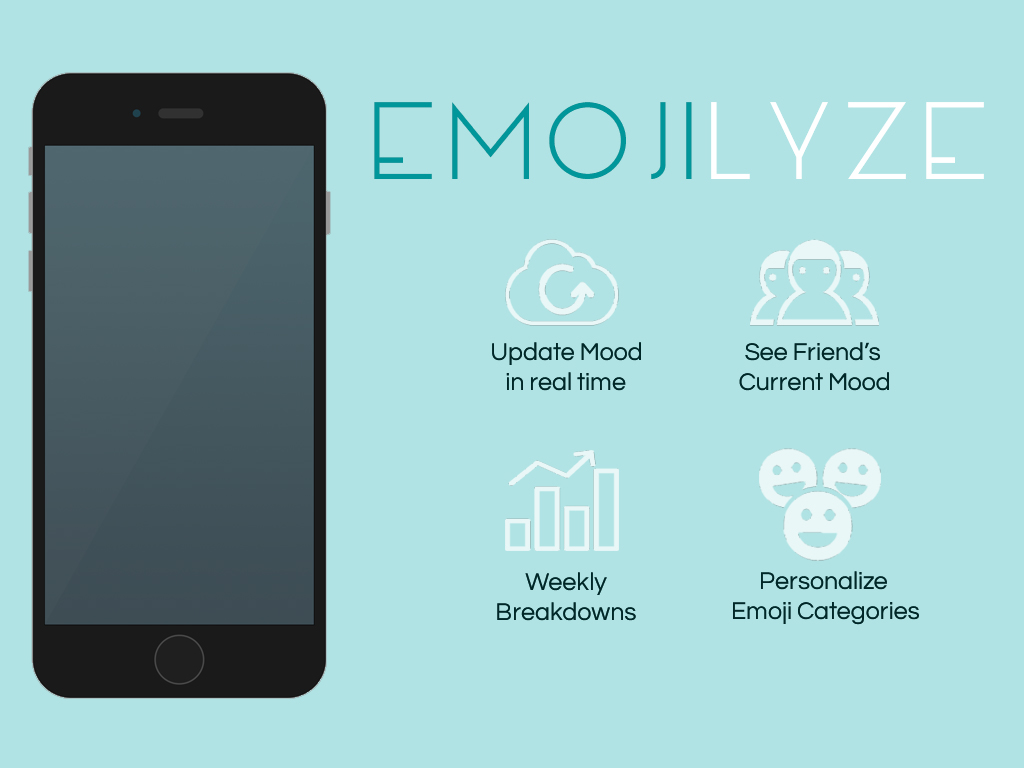 EMOJILYZE
Update Mood
in real time
See Friend’s
Current Mood
Weekly
Breakdowns
Personalize
Emoji Categories